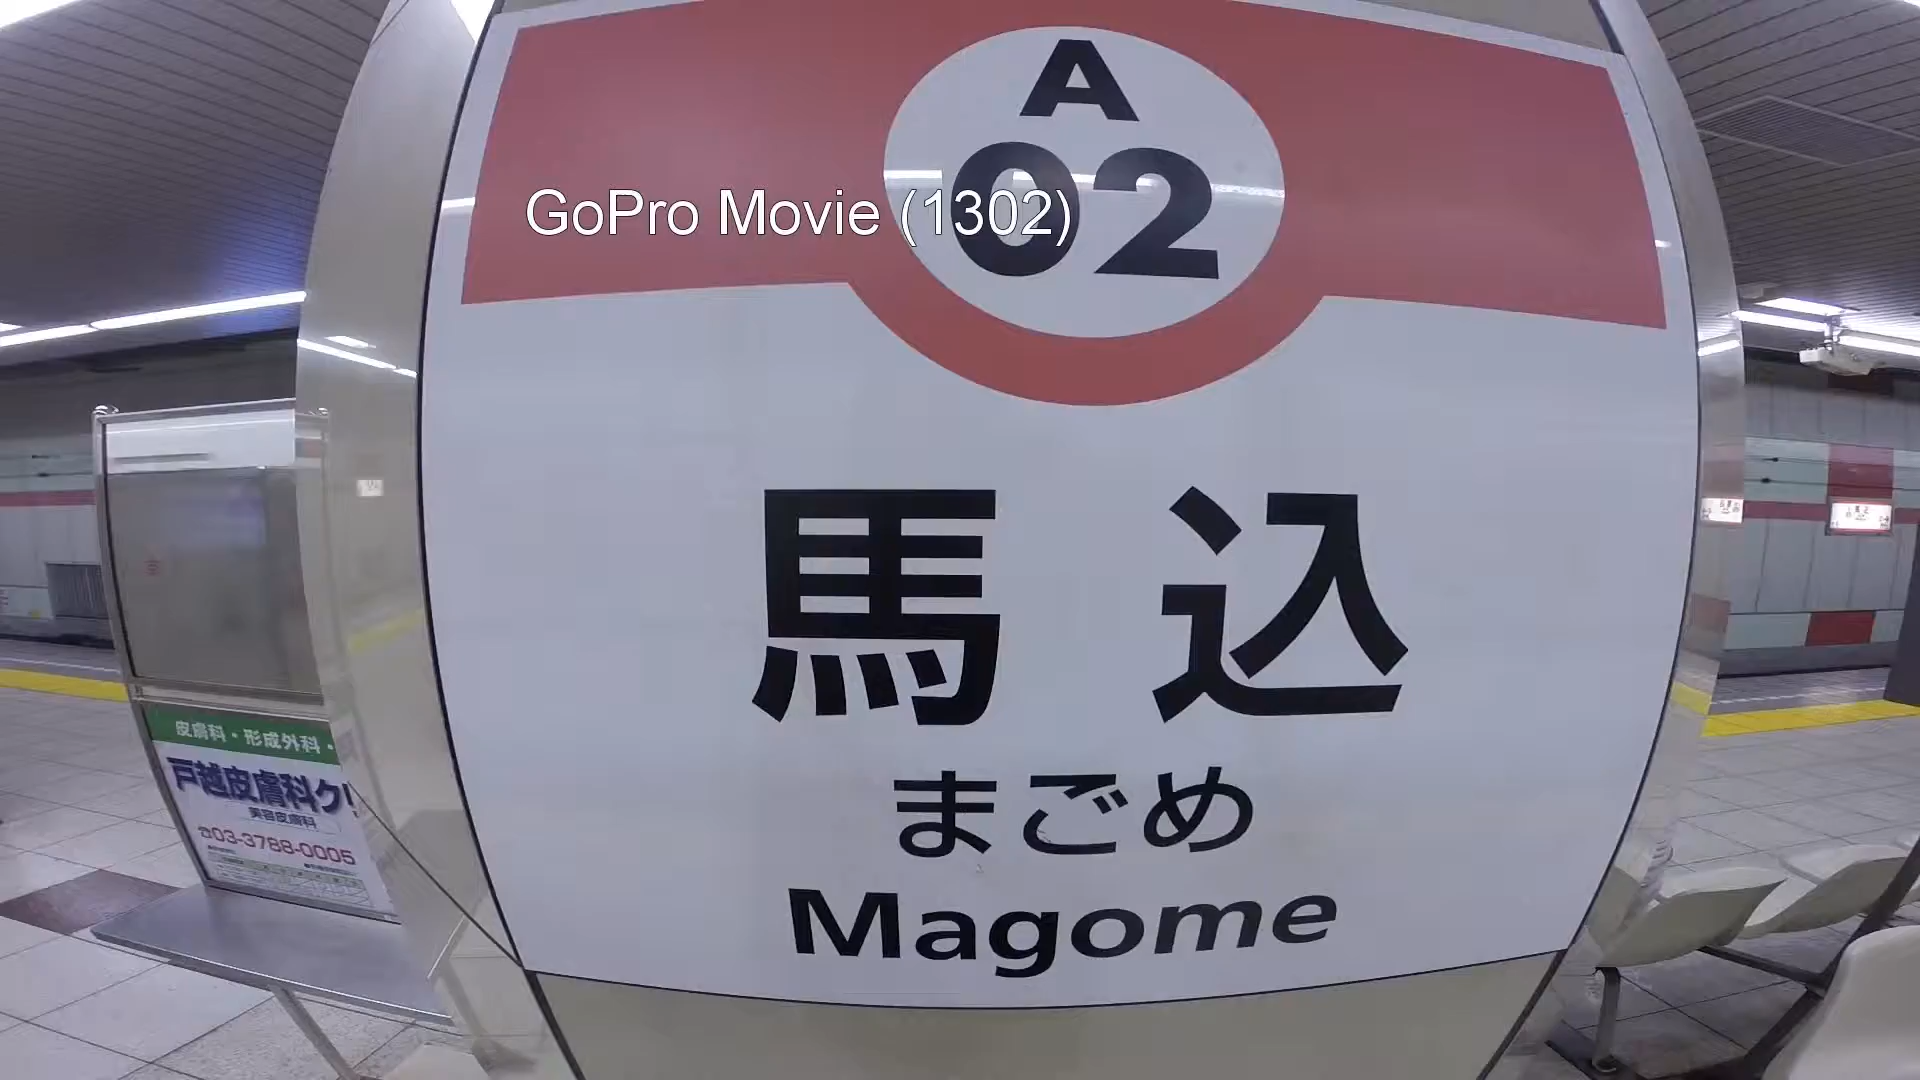 A
02
GoPro Movie (1302)
馬込
まごめ
Magome
皮膚科・形成外科・
戸越皮膚科ク
美容皮膚科
☎03-3788-0005